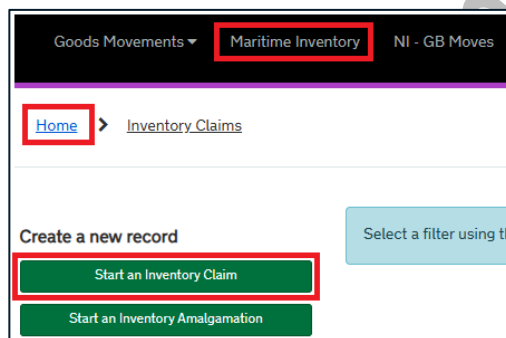 Goods Movements Maritime Inventory NI - GB Moves
Home Inventory Claims
Create a new record
Select a filter using
Start an Inventory Claim
Start an Inventory Amalgamation